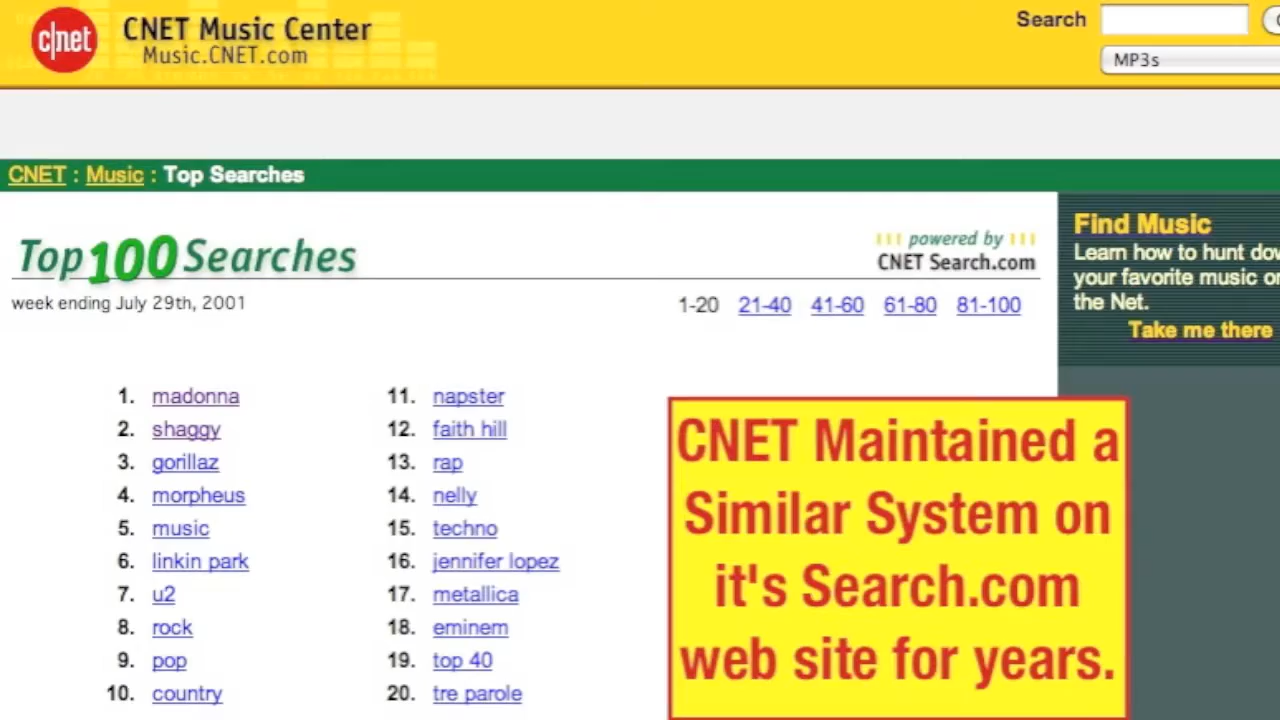 c|net
CNET Music Center
Music.CNET.com
Search
MP3s
CNET : Music : Top Searches
Top 100 Searches
powered by
CNET Search.com
week ending July 29th, 2001
1-20 21-40 41-60 61-80 81-100
Find Music
Learn how to hunt dow
your favorite music on
the Net.
Take me there
1. madonna
2. shaggy
3. gorillaz
4. morpheus
5. music
6. linkin park
7. u2
8. rock
9. pop
10. country
11. napster
12. faith hill
13. rap
14. nelly
15. techno
16. jennifer lopez
17. metallica
18. eminem
19. top 40
20. tre parole
CNET Maintained a
Similar System on
it's Search.com
web site for years.